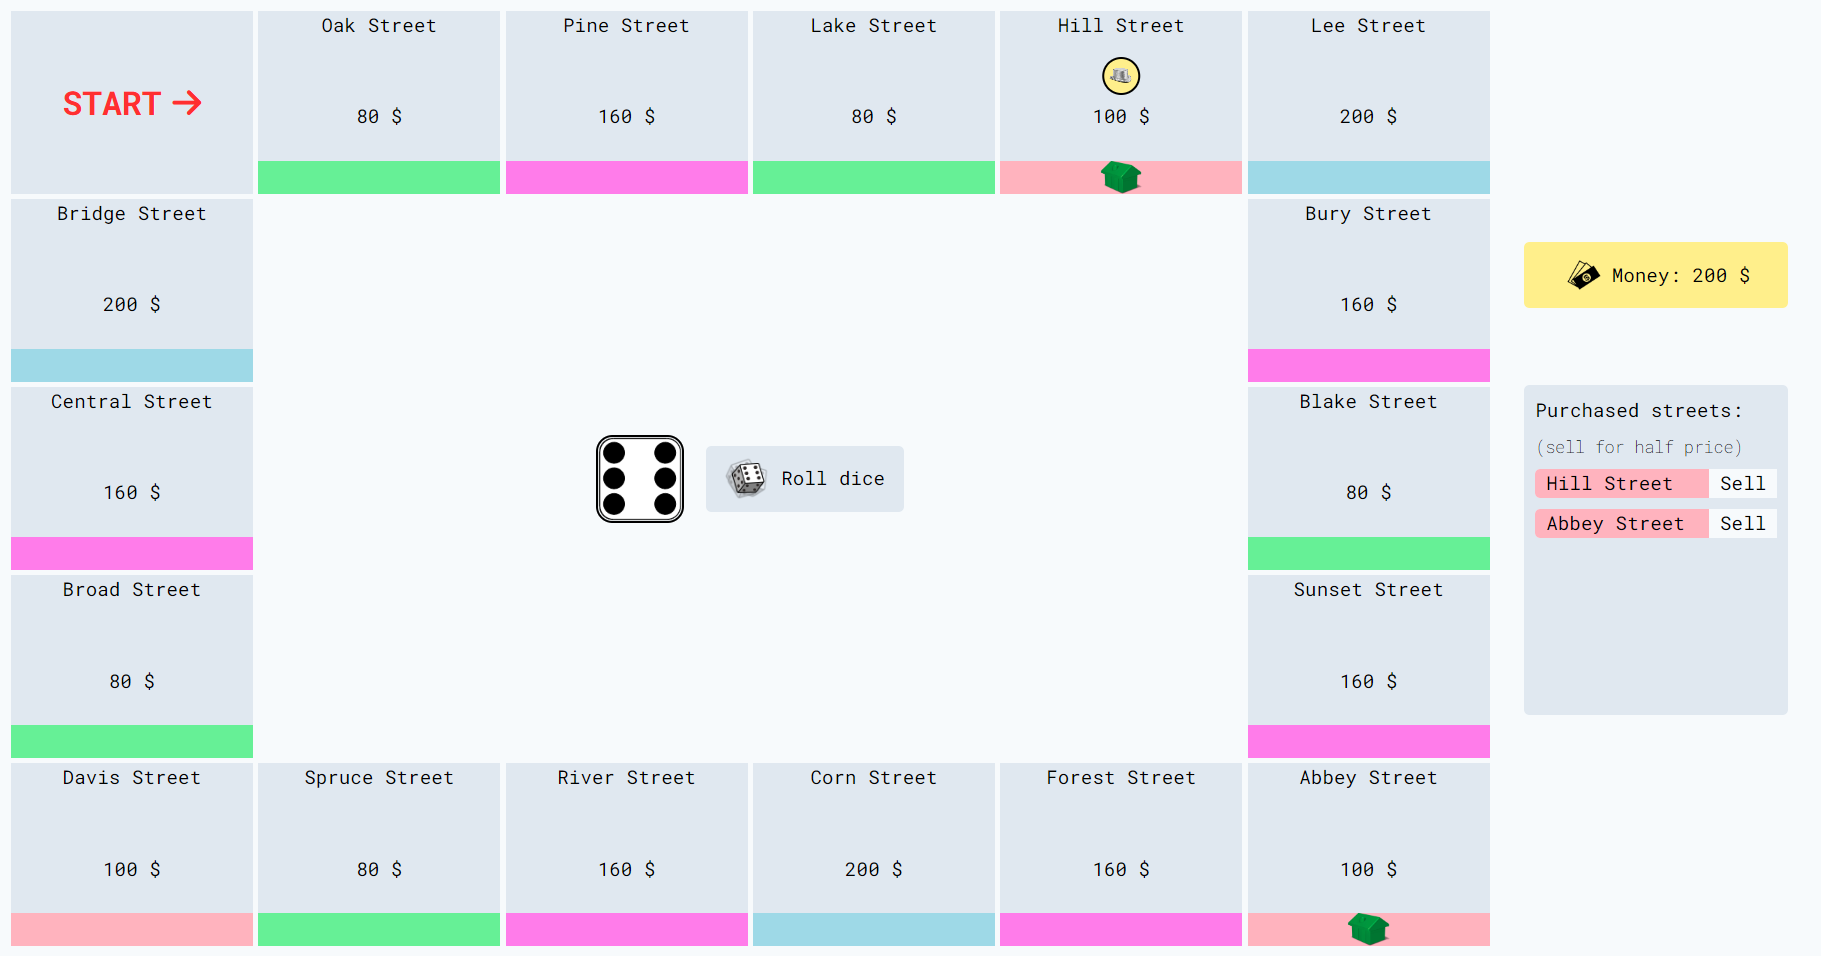 START →
Oak Street
80 $
Pine Street
160 $
Lake Street
80 $
Hill Street
100 $
Lee Street
200 $
Bridge Street
200 $
Bury Street
160 $
Money: 200 $
Central Street
160 $
Roll dice
Blake Street
80 $
Purchased streets:
(sell for half price)
Hill Street Sell
Abbey Street Sell
Broad Street
80 $
Sunset Street
160 $
Davis Street
100 $
Spruce Street
80 $
River Street
160 $
Corn Street
200 $
Forest Street
160 $
Abbey Street
100 $